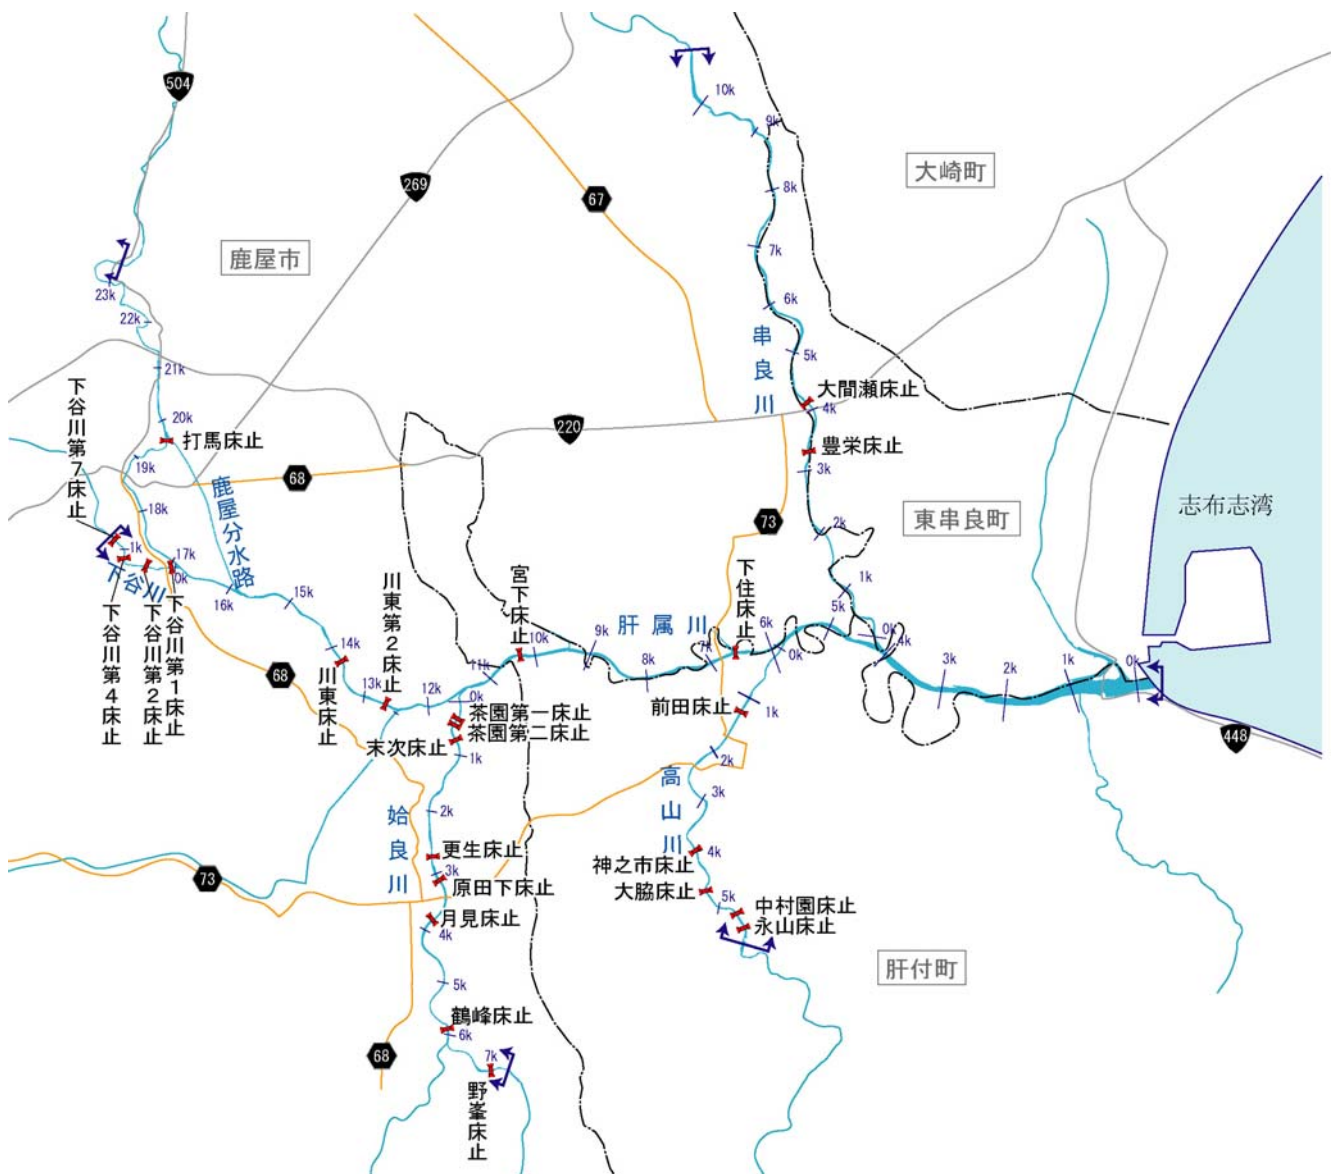 504
10k
9k
大崎町
269
67
8k
鹿屋市
7k
23k
6k
22k
串良川
5k
21k
下谷川第7床止
大間瀬床止
4k
20k
220
打馬床止
豊栄床止
19k
68
3k
鹿屋分水路
志布志湾
18k
東串良町
73
2k
1k
17k
0k
下谷川
16k
15k
川東第2床止
宮下床止
下住床止
1k
肝属川
5k
6k
0k
下谷川第4床止
下谷川第2床止
下谷川第1床止
14k
10k
9k
4k
7k
0k
68
川東床止
11k
8k
3k
2k
1k
0k
13k
12k
0k
茶園第一床止
前田床止
1k
茶園第二床止
448
末次床止
1k
2k
高山川
3k
2k
姶良川
更生床止
4k
神之市床止
3k
73
原田下床止
大脇床止
5k
中村園床止
月見床止
永山床止
4k
肝付町
5k
鶴峰床止
6k
68
7k
野峯床止